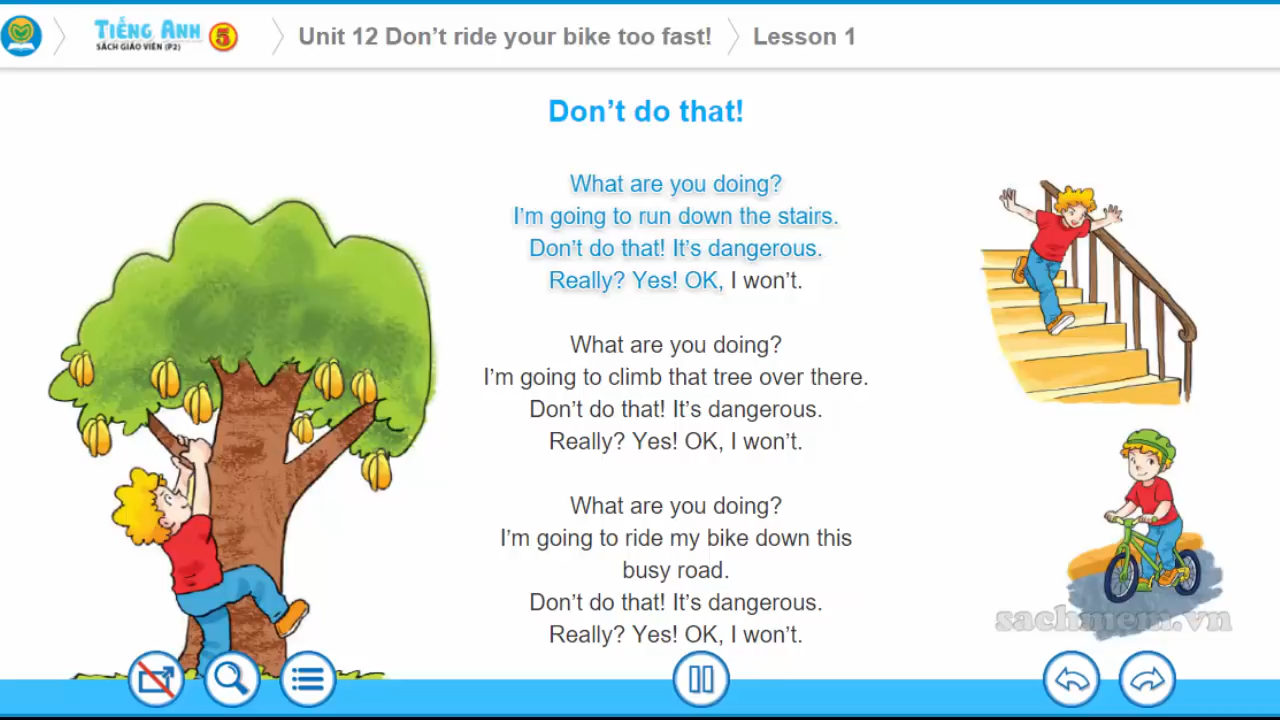 TIẾNG ANH 5
SÁCH GIÁO VIÊN (P2)
Unit 12 Don't ride your bike too fast!
Lesson 1
Don't do that!
What are you doing?
I'm going to run down the stairs.
Don't do that! It's dangerous.
Really? Yes! OK, I won't.
What are you doing?
I'm going to climb that tree over there.
Don't do that! It's dangerous.
Really? Yes! OK, I won't.
What are you doing?
I'm going to ride my bike down this
busy road.
Don't do that! It's dangerous.
Really? Yes! OK, I won't.
sachmem.vn